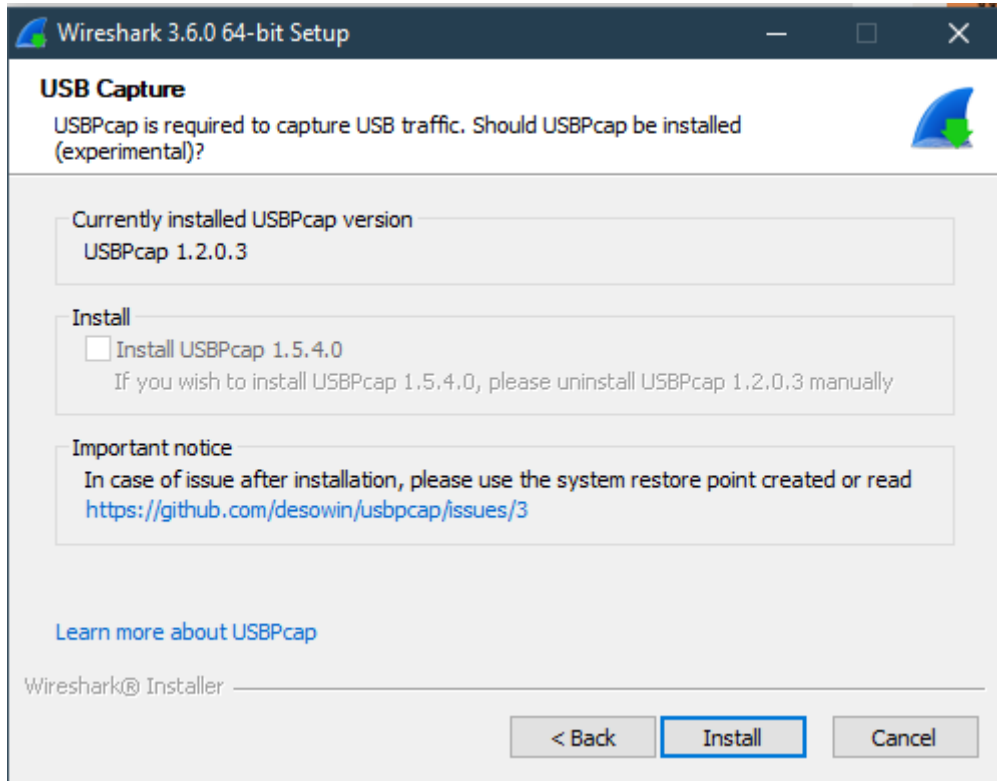 Wireshark 3.6.0 64-bit Setup
USB Capture
USBPcap is required to capture USB traffic. Should USBPcap be installed
(experimental)?
Currently installed USBPcap version
USBPcap 1.2.0.3
Install
Install USBPcap 1.5.4.0
If you wish to install USBPcap 1.5.4.0, please uninstall USBPcap 1.2.0.3 manually
Important notice
In case of issue after installation, please use the system restore point created or read
https://github.com/desowin/usbpcap/issues/3
Learn more about USBPcap
Wireshark® Installer
< Back Install Cancel